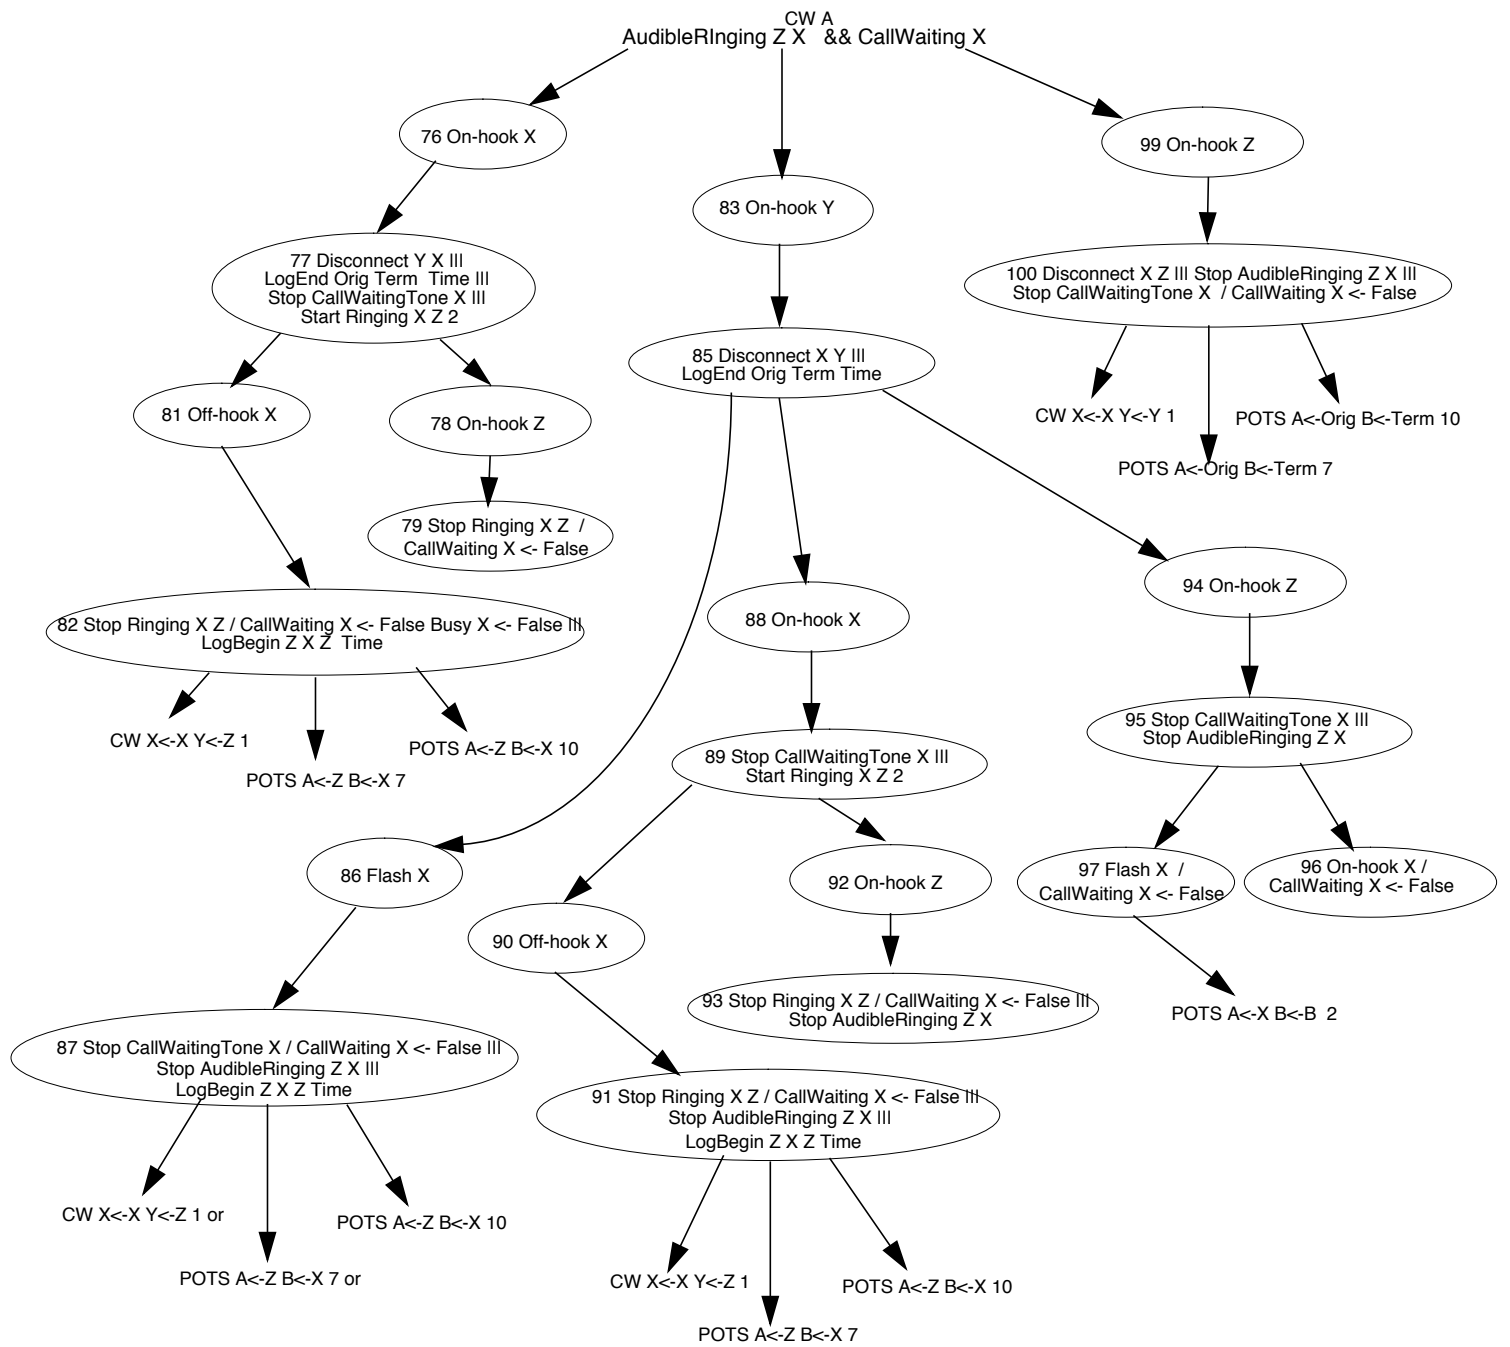 CW A
AudibleRInging Z X && CallWaiting X
76 On-hook X
99 On-hook Z
83 On-hook Y
77 Disconnect Y X |||
LogEnd Orig Term Time |||
Stop CallWaitingTone X |||
Start Ringing X Z 2
100 Disconnect X Z ||| Stop AudibleRinging Z X |||
Stop CallWaitingTone X / CallWaiting X <- False
85 Disconnect X Y |||
LogEnd Orig Term Time
81 Off-hook X
78 On-hook Z
CW X<-X Y<-Y 1
POTS A<-Orig B<-Term 10
POTS A<-Orig B<-Term 7
79 Stop Ringing X Z /
CallWaiting X <- False
94 On-hook Z
82 Stop Ringing X Z / CallWaiting X <- False Busy X <- False |||
LogBegin Z X Z Time
88 On-hook X
CW X<-X Y<-Z 1
POTS A<-Z B<-X 10
POTS A<-Z B<-X 7
95 Stop CallWaitingTone X |||
Stop AudibleRinging Z X
89 Stop CallWaitingTone X |||
Start Ringing X Z 2
86 Flash X
92 On-hook Z
97 Flash X /
CallWaiting X <- False
96 On-hook X /
CallWaiting X <- False
90 Off-hook X
93 Stop Ringing X Z / CallWaiting X <- False |||
Stop AudibleRinging Z X
POTS A<-X B<-B 2
87 Stop CallWaitingTone X / CallWaiting X <- False |||
Stop AudibleRinging Z X |||
LogBegin Z X Z Time
91 Stop Ringing X Z / CallWaiting X <- False |||
Stop AudibleRinging Z X |||
LogBegin Z X Z Time
CW X<-X Y<-Z 1 or
POTS A<-Z B<-X 10
POTS A<-Z B<-X 7 or
CW X<-X Y<-Z 1
POTS A<-Z B<-X 10
POTS A<-Z B<-X 7